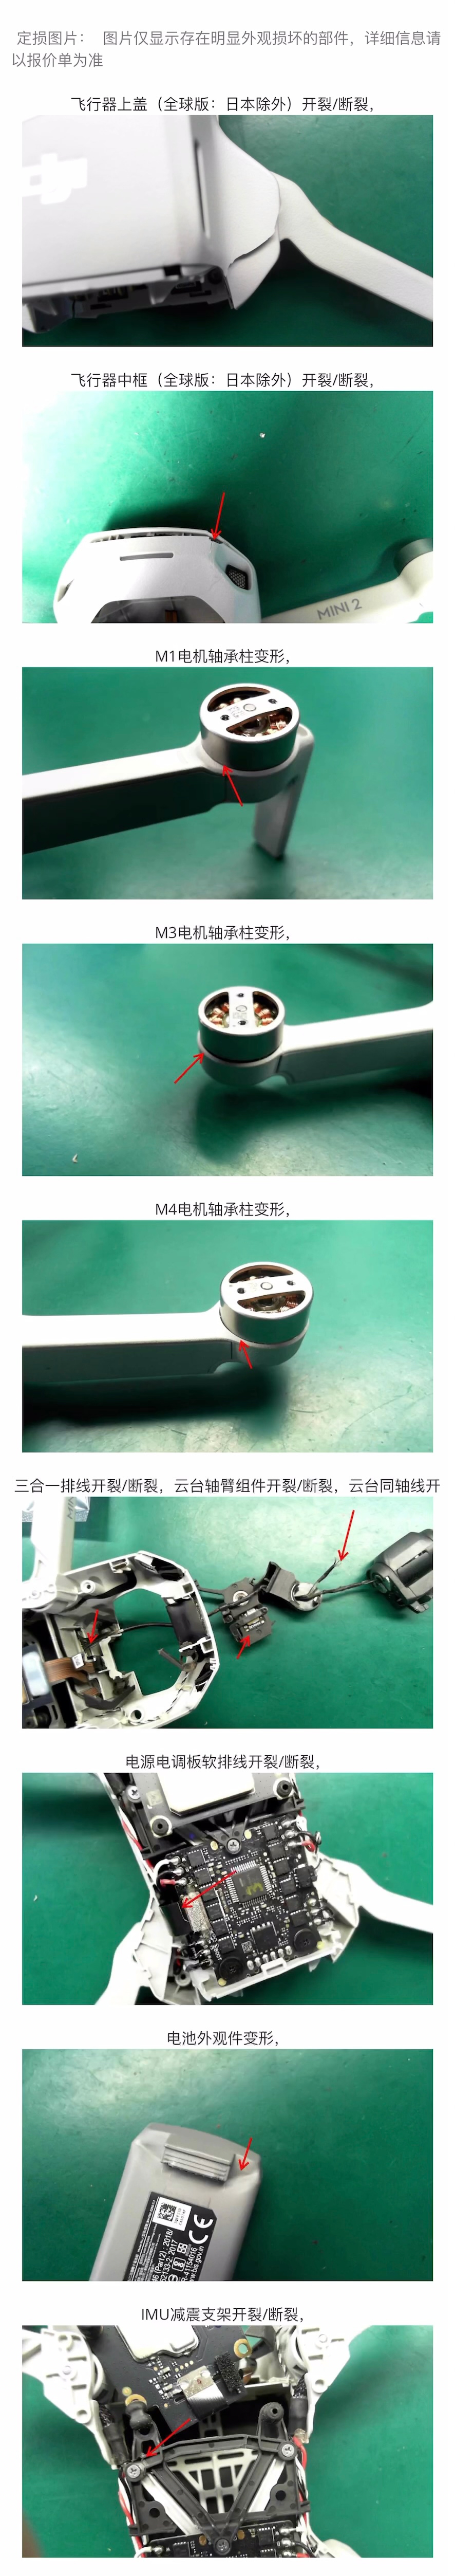 定损图片：  图片仅显示存在明显外观损坏的部件，详细信息请
以报价单为准
飞行器上盖（全球版：日本除外）开裂/断裂，
飞行器中框（全球版：日本除外）开裂/断裂，
MINI 2
M1电机轴承柱变形，
M3电机轴承柱变形，
M4电机轴承柱变形，
三合一排线开裂/断裂，云台轴臂组件开裂/断裂，云台同轴线开
电源电调板软排线开裂/断裂，
电池外观件变形，
IMU减震支架开裂/断裂，